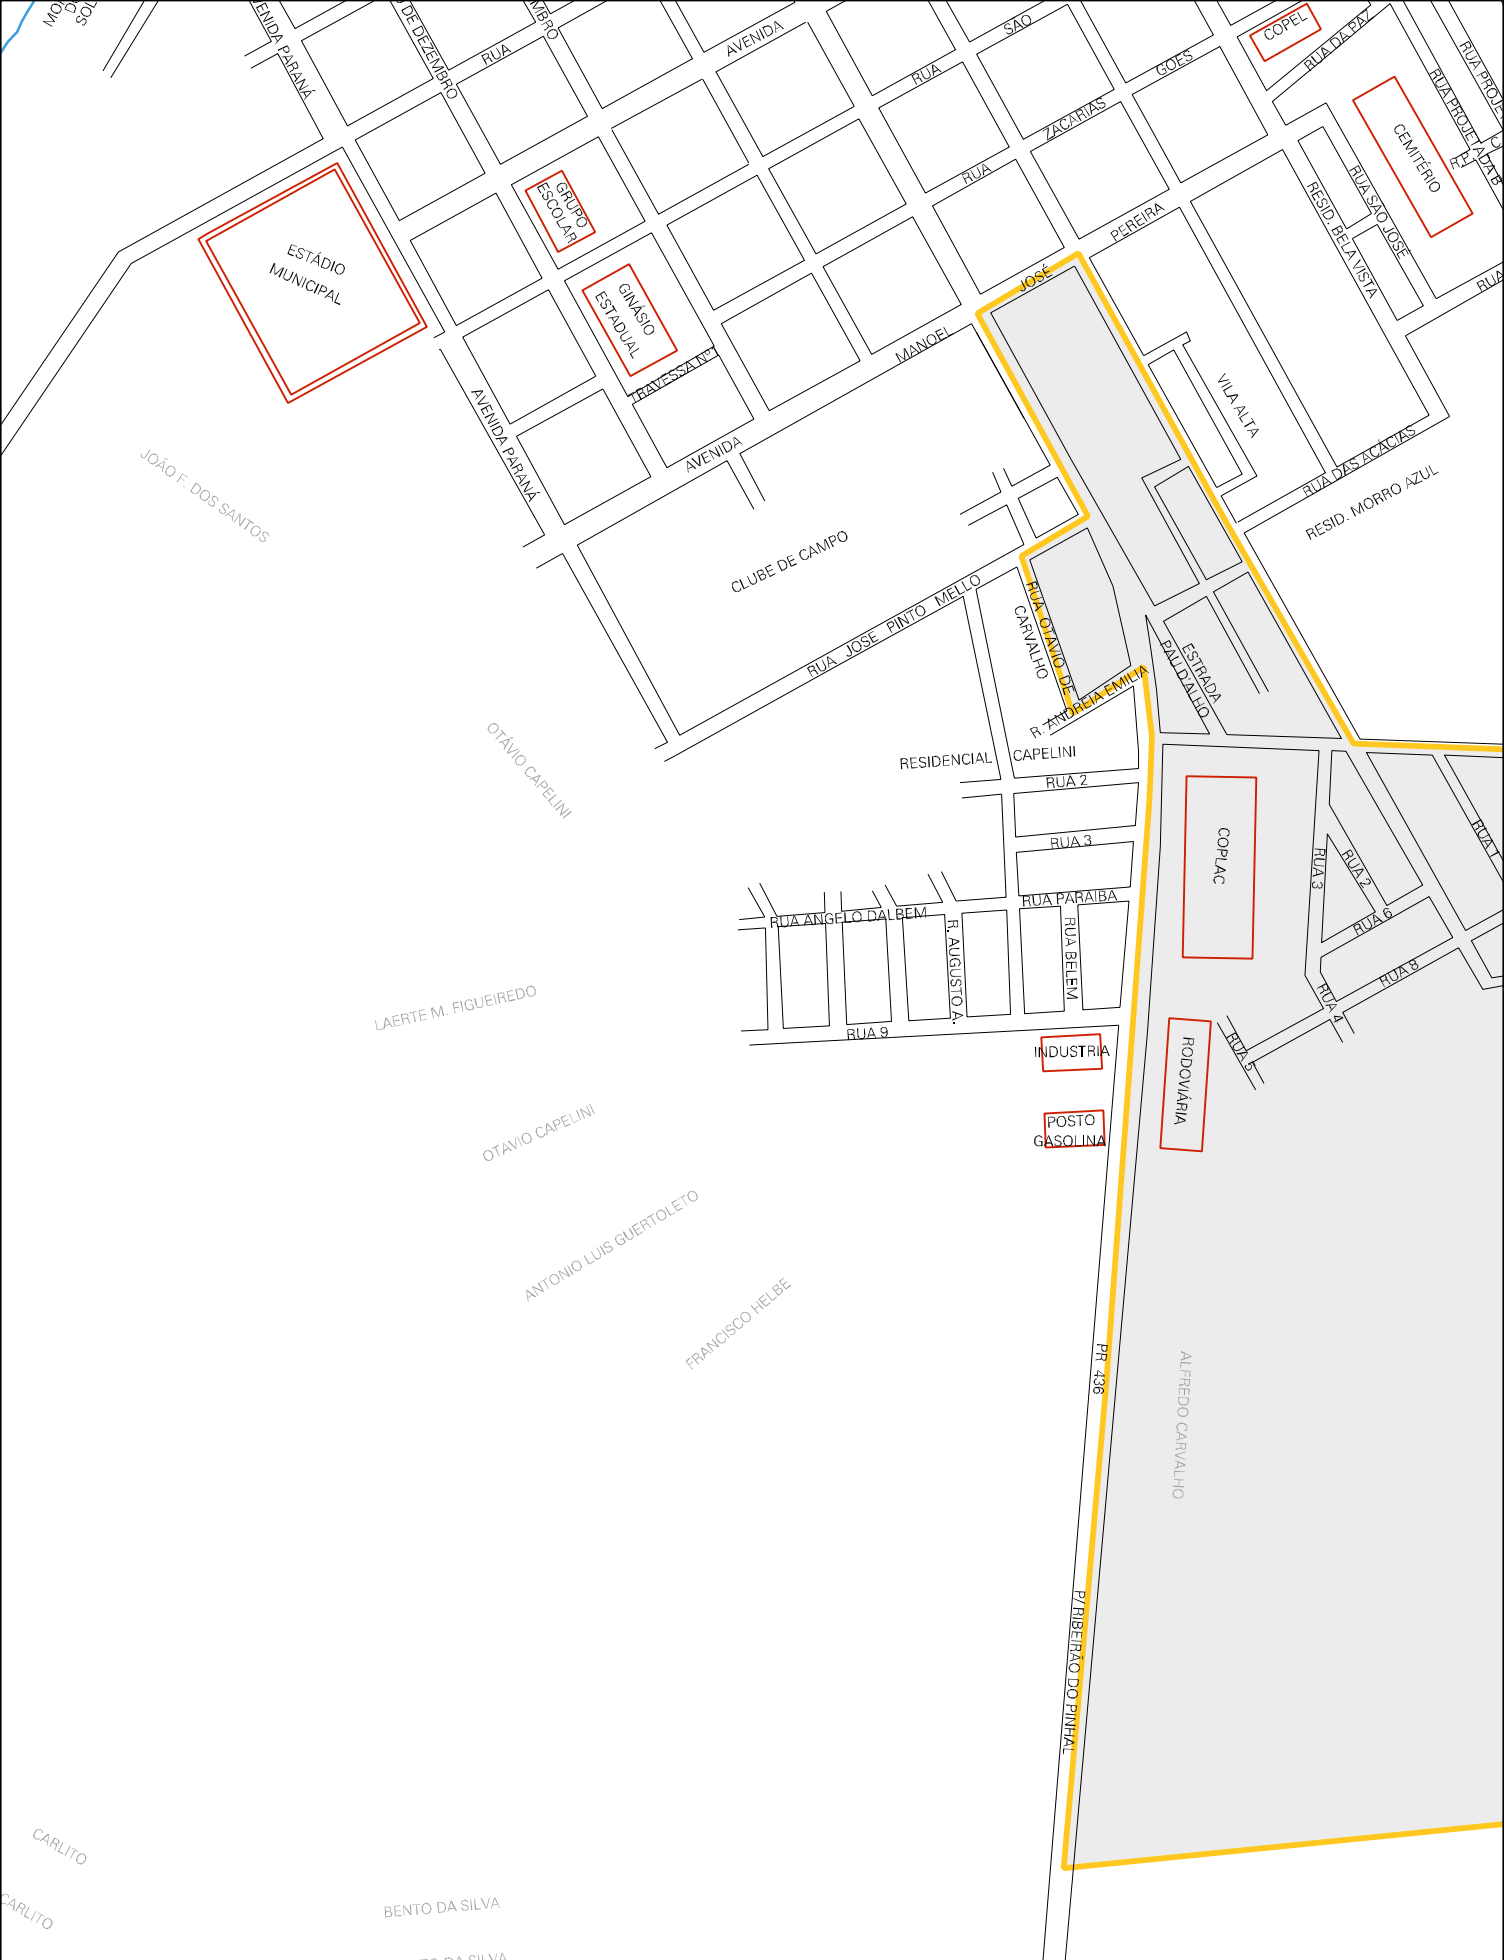 AVENIDA PARANÁ
DE DEZEMBRO
RUA
AVENIDA
RUA
SAO
ZACARIAS
GOES
COPEL
RUA DA PAZ
CEMITÉRIO
RUA PROJETADA B
RUA SAO JOSÉ
RESID. BELA VISTA
RUA
RUA
PEREIRA
JOSÉ
MANOEL
AVENIDA
GRUPO
ESCOLAR
GINÁSIO
ESTADUAL
TRAVESSA Nº1
ESTÁDIO
MUNICIPAL
AVENIDA PARANÁ
JOÃO F. DOS SANTOS
VILA ALTA
RUA DAS ACÁCIAS
RESID. MORRO AZUL
CLUBE DE CAMPO
RUA JOSE PINTO MELLO
RUA OTAVIO DE
CARVALHO
R. ANDREIA EMILIA
ESTRADA
PAU D'ALHO
OTÁVIO CAPELINI
RESIDENCIAL CAPELINI
RUA 2
RUA 3
RUA PARAIBA
RUA ANGELO DALBEM
R. AUGUSTO A.
RUA BELEM
RUA 9
COPLAC
RUA 3
RUA 2
RUA 1
RUA 6
RUA 8
RUA 4
RUA 5
RODOVIÁRIA
INDUSTRIA
POSTO
GASOLINA
LAERTE M. FIGUEIREDO
OTAVIO CAPELINI
ANTONIO LUIS GUERTOLETO
FRANCISCO HELBE
PR 436
ALFREDO CARVALHO
P/ RIBEIRÃO DO PINHAL
CARLITO
CARLITO
BENTO DA SILVA
DA SILVA